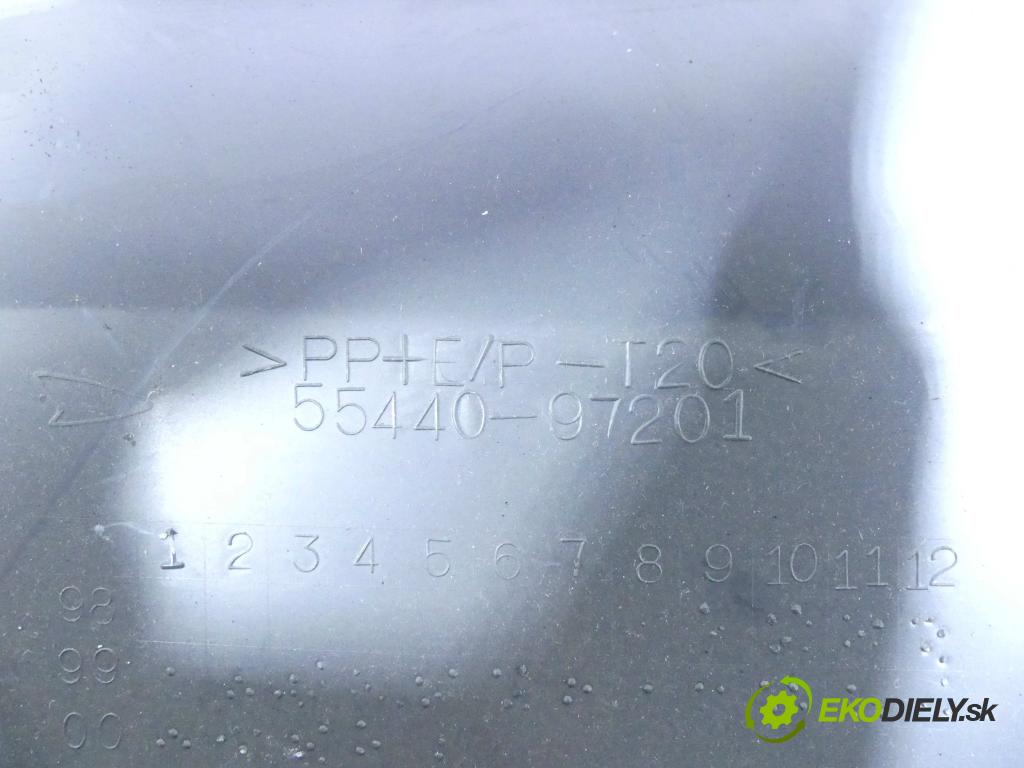 >PP+E/P-T20<
55440-97201
1 2 3 4 5 6 7 8 9 10 11 12
98
99
00
EKODIELY.sk